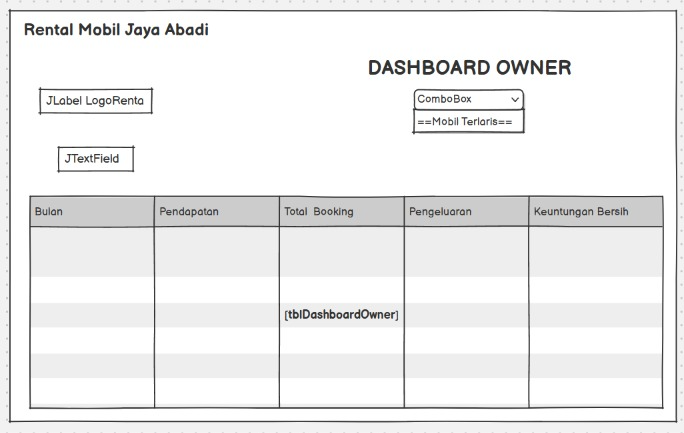 Rental Mobil Jaya Abadi
DASHBOARD OWNER
JLabel LogoRenta
ComboBox
==Mobil Terlaris==
JTextField
Bulan
Pendapatan
Total Booking
Pengeluaran
Keuntungan Bersih
[tblDashboardOwner]